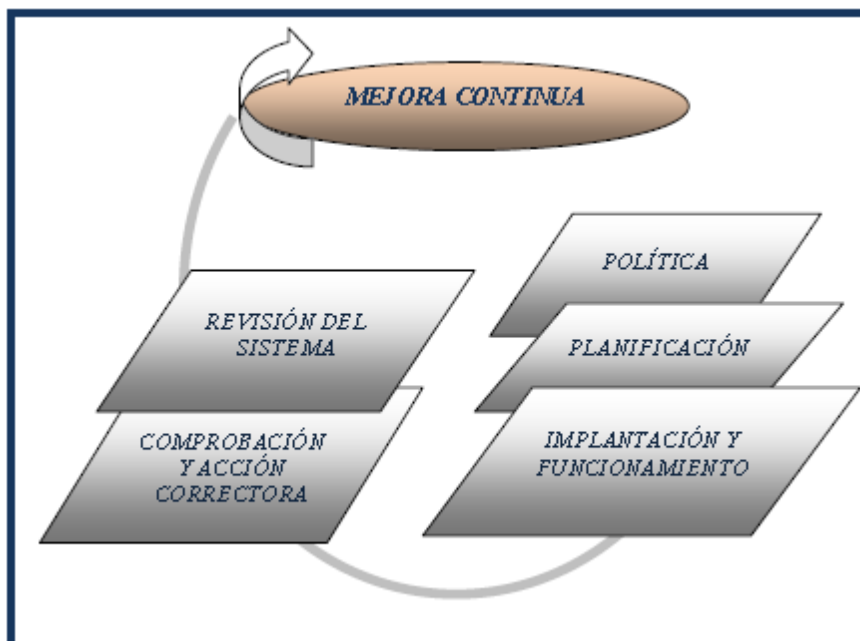 MEJORA CONTINUA
POLÍTICA
PLANIFICACIÓN
IMPLANTACIÓN Y
FUNCIONAMIENTO
COMPROBACIÓN
Y ACCIÓN
CORRECTORA
REVISIÓN DEL
SISTEMA